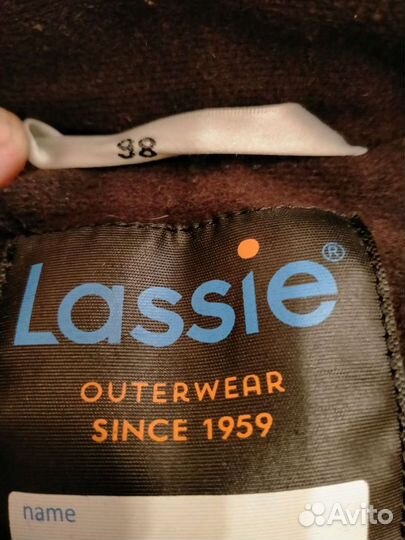 98
Lassie®
OUTERWEAR
SINCE 1959
name
Avito